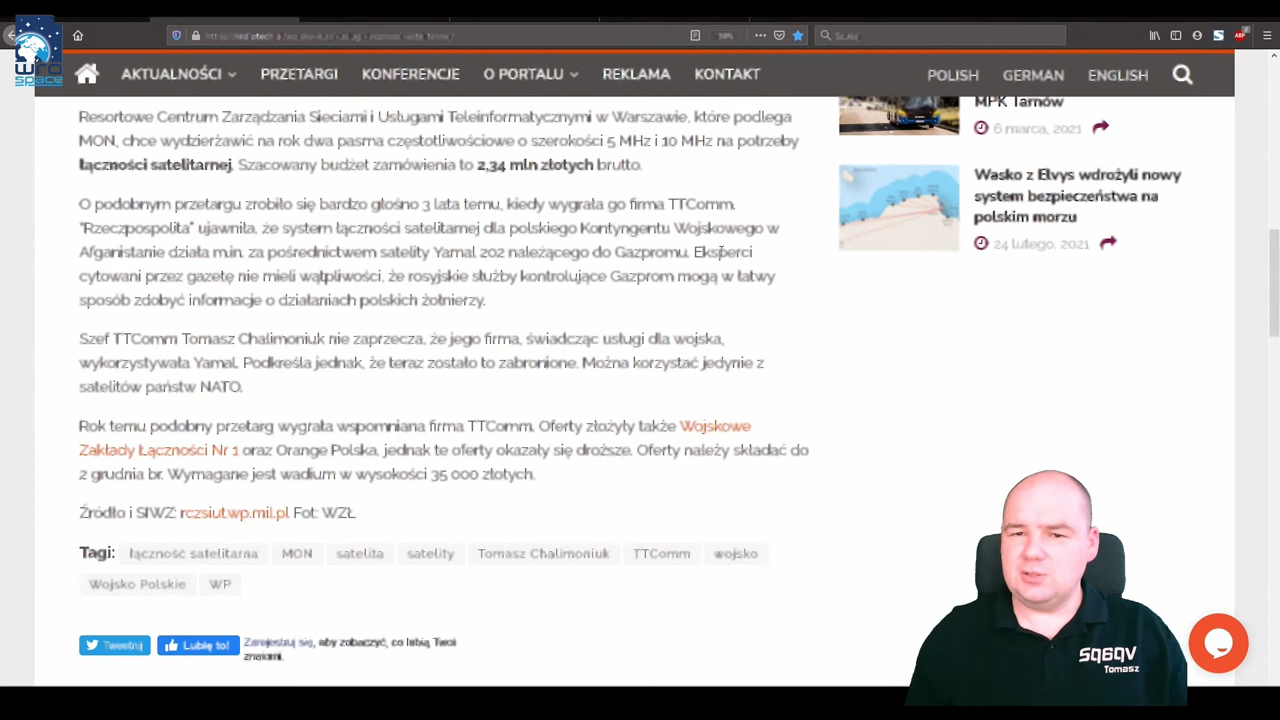 wro
space
AKTUALNOŚCI PRZETARGI KONFERENCJE O PORTALU REKLAMA KONTAKT POLISH GERMAN ENGLISH
Resortowe Centrum Zarządzania Sieciami i Usługami Teleinformatycznymi w Warszawie, które podlega
MON, chce wydzierżawić na rok dwa pasma częstotliwościowe o szerokości 5 MHz i 10 MHz na potrzeby
łączności satelitarnej. Szacowany budżet zamówienia to 2,34 mln złotych brutto.
O podobnym przetargu zrobiło się bardzo głośno 3 lata temu, kiedy wygrała go firma TTComm.
"Rzeczpospolita" ujawniła, że system łączności satelitarnej dla polskiego Kontyngentu Wojskowego w
Afganistanie działa m.in. za pośrednictwem satelity Yamal 202 należącego do Gazpromu. Eksperci
cytowani przez gazetę nie mieli wątpliwości, że rosyjskie służby kontrolujące Gazprom mogą w łatwy
sposób zdobyć informacje o działaniach polskich żołnierzy.
Szef TTComm Tomasz Chalimoniuk nie zaprzecza, że jego firma, świadcząc usługi dla wojska,
wykorzystywała Yamal. Podkreśla jednak, że teraz zostało to zabronione. Można korzystać jedynie z
satelitów państw NATO.
Rok temu podobny przetarg wygrała wspomniana firma TTComm. Oferty złożyły także Wojskowe
Zakłady Łączności Nr 1 oraz Orange Polska, jednak te oferty okazały się droższe. Oferty należy składać do
2 grudnia br. Wymagane jest wadium w wysokości 35 000 złotych.
Źródło i SIWZ: rczsiut.wp.mil.pl Fot: WZŁ
Tagi: łączność satelitarna MON satelita satelity Tomasz Chalimoniuk TTComm wojsko
Wojsko Polskie WP
Tweetnij Lubię to! Zarejestruj się, aby zobaczyć, co lubią Twoi
znajomi.
MPK Tarnów
6 marca, 2021
Wasko z Elvys wdrożyli nowy
system bezpieczeństwa na
polskim morzu
24 lutego, 2021
SQ6QV
Tomasz